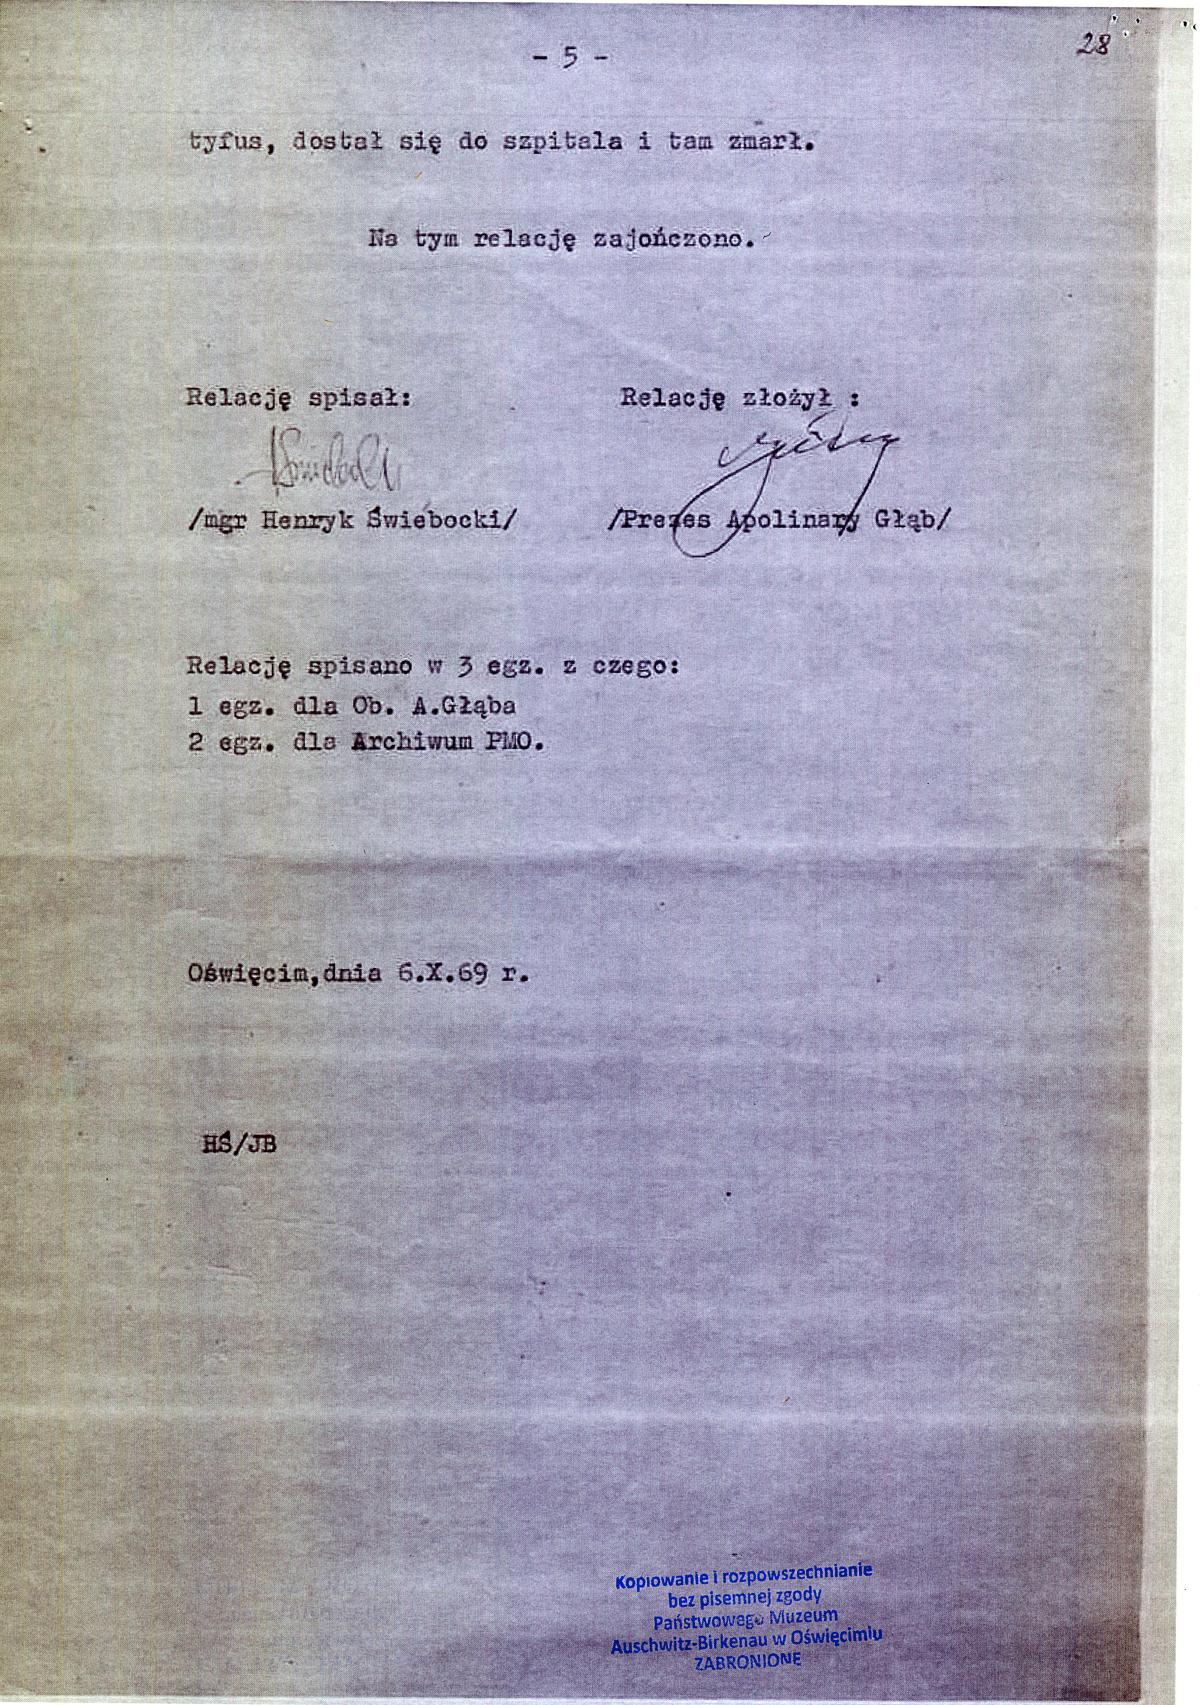 - 5 -
28
tyfus, dostał się do szpitala i tam zmarł.
Na tym relację zajończono.
Relację spisał:
Relację złożył :
/mgr Henryk Świebocki/
/Prezes Apolinary Głąb/
Relację spisano w 3 egz. z czego:
1 egz. dla Ob. A.Głąba
2 egz. dla Archiwum PMO.
Oświęcim,dnia 6.X.69 r.
HŚ/JB
Kopiowanie i rozpowszechnianie
bez pisemnej zgody
Państwowego Muzeum
Auschwitz-Birkenau w Oświęcimiu
ZABRONIONE